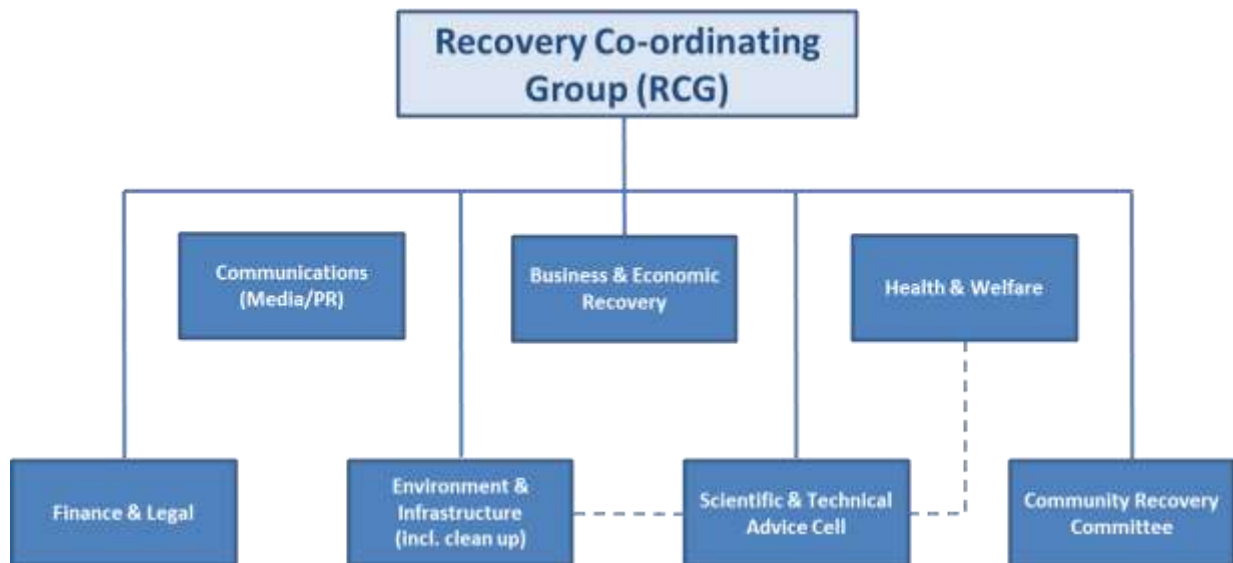 Recovery Co-ordinating
Group (RCG)
Communications
(Media/PR)
Business & Economic
Recovery
Health & Welfare
Finance & Legal
Environment &
Infrastructure
(incl. clean up)
Scientific & Technical
Advice Cell
Community Recovery
Committee